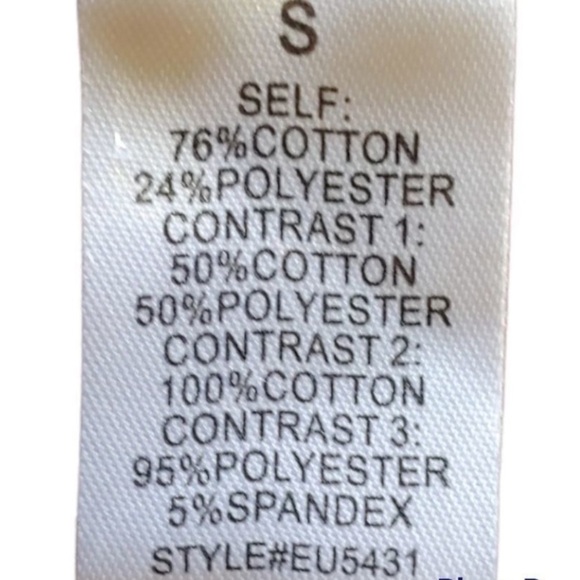 S
SELF:
76%COTTON
24%POLYESTER
CONTRAST 1:
50%COTTON
50%POLYESTER
CONTRAST 2:
100%COTTON
CONTRAST 3:
95%POLYESTER
5%SPANDEX
STYLE#EU5431